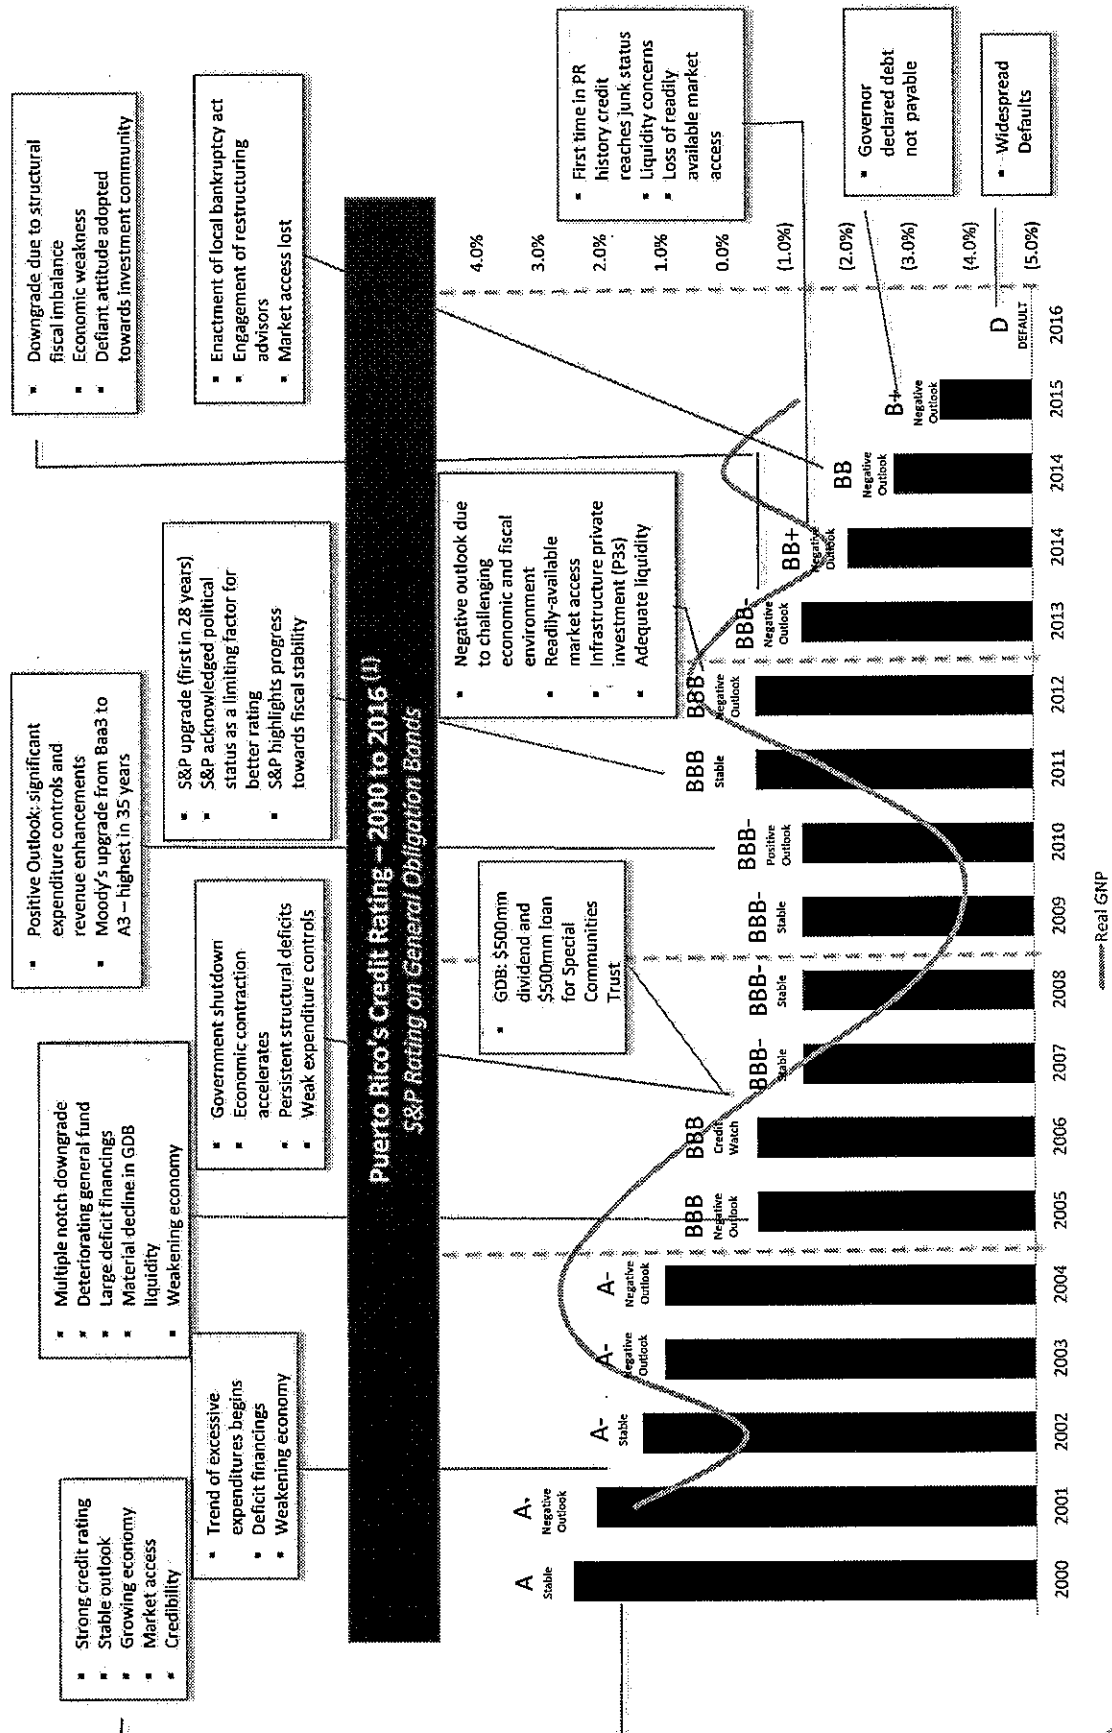 ▪ Strong credit rating
▪ Stable outlook
▪ Growing economy
▪ Market access
▪ Credibility
▪ Trend of excessive
expenditures begins
▪ Deficit financings
▪ Weakening economy
▪ Multiple notch downgrade
▪ Deteriorating general fund
▪ Large deficit financings
▪ Material decline in GDB
liquidity
▪ Weakening economy
▪ Government shutdown
▪ Economic contraction
accelerates
▪ Persistent structural deficits
▪ Weak expenditure controls
▪ Positive Outlook: significant
expenditure controls and
revenue enhancements
▪ Moody's upgrade from Baa3 to
A3 – highest in 35 years
▪ S&P upgrade (first in 28 years)
▪ S&P acknowledged political
status as a limiting factor for
better rating
▪ S&P highlights progress
towards fiscal stability
▪ Downgrade due to structural
fiscal imbalance
▪ Economic weakness
▪ Defiant attitude adopted
towards investment community
▪ Enactment of local bankruptcy act
▪ Engagement of restructuring
advisors
▪ Market access lost
Puerto Rico's Credit Rating – 2000 to 2016 (1)
S&P Rating on General Obligation Bonds
▪ GDB: $500mm
dividend and
$500mm loan
for Special
Communities
Trust
▪ Negative outlook due
to challenging
economic and fiscal
environment
▪ Readily-available
market access
▪ Infrastructure private
investment (P3s)
▪ Adequate liquidity
▪ First time in PR
history credit
reaches junk status
▪ Liquidity concerns
▪ Loss of readily
available market
access
▪ Governor
declared debt
not payable
▪ Widespread
Defaults
4.0%
3.0%
2.0%
1.0%
0.0%
(1.0%)
(2.0%)
(3.0%)
(4.0%)
(5.0%)
A
Stable
Negative
Outlook
A-
Stable
A-
Negative
Outlook
A-
Negative
Outlook
BBB
Negative
Outlook
BBB
Credit
Watch
BBB-
Stable
BBB-
Stable
BBB-
Stable
BBB-
Positive
Outlook
BBB
Stable
BBB
Negative
Outlook
BBB-
Negative
Outlook
BB+
Negative
Outlook
BB
Negative
Outlook
B+
Negative
Outlook
D
DEFAULT
2000 2001 2002 2003 2004 2005 2006 2007 2008 2009 2010 2011 2012 2013 2014 2014 2015 2016
Real GNP